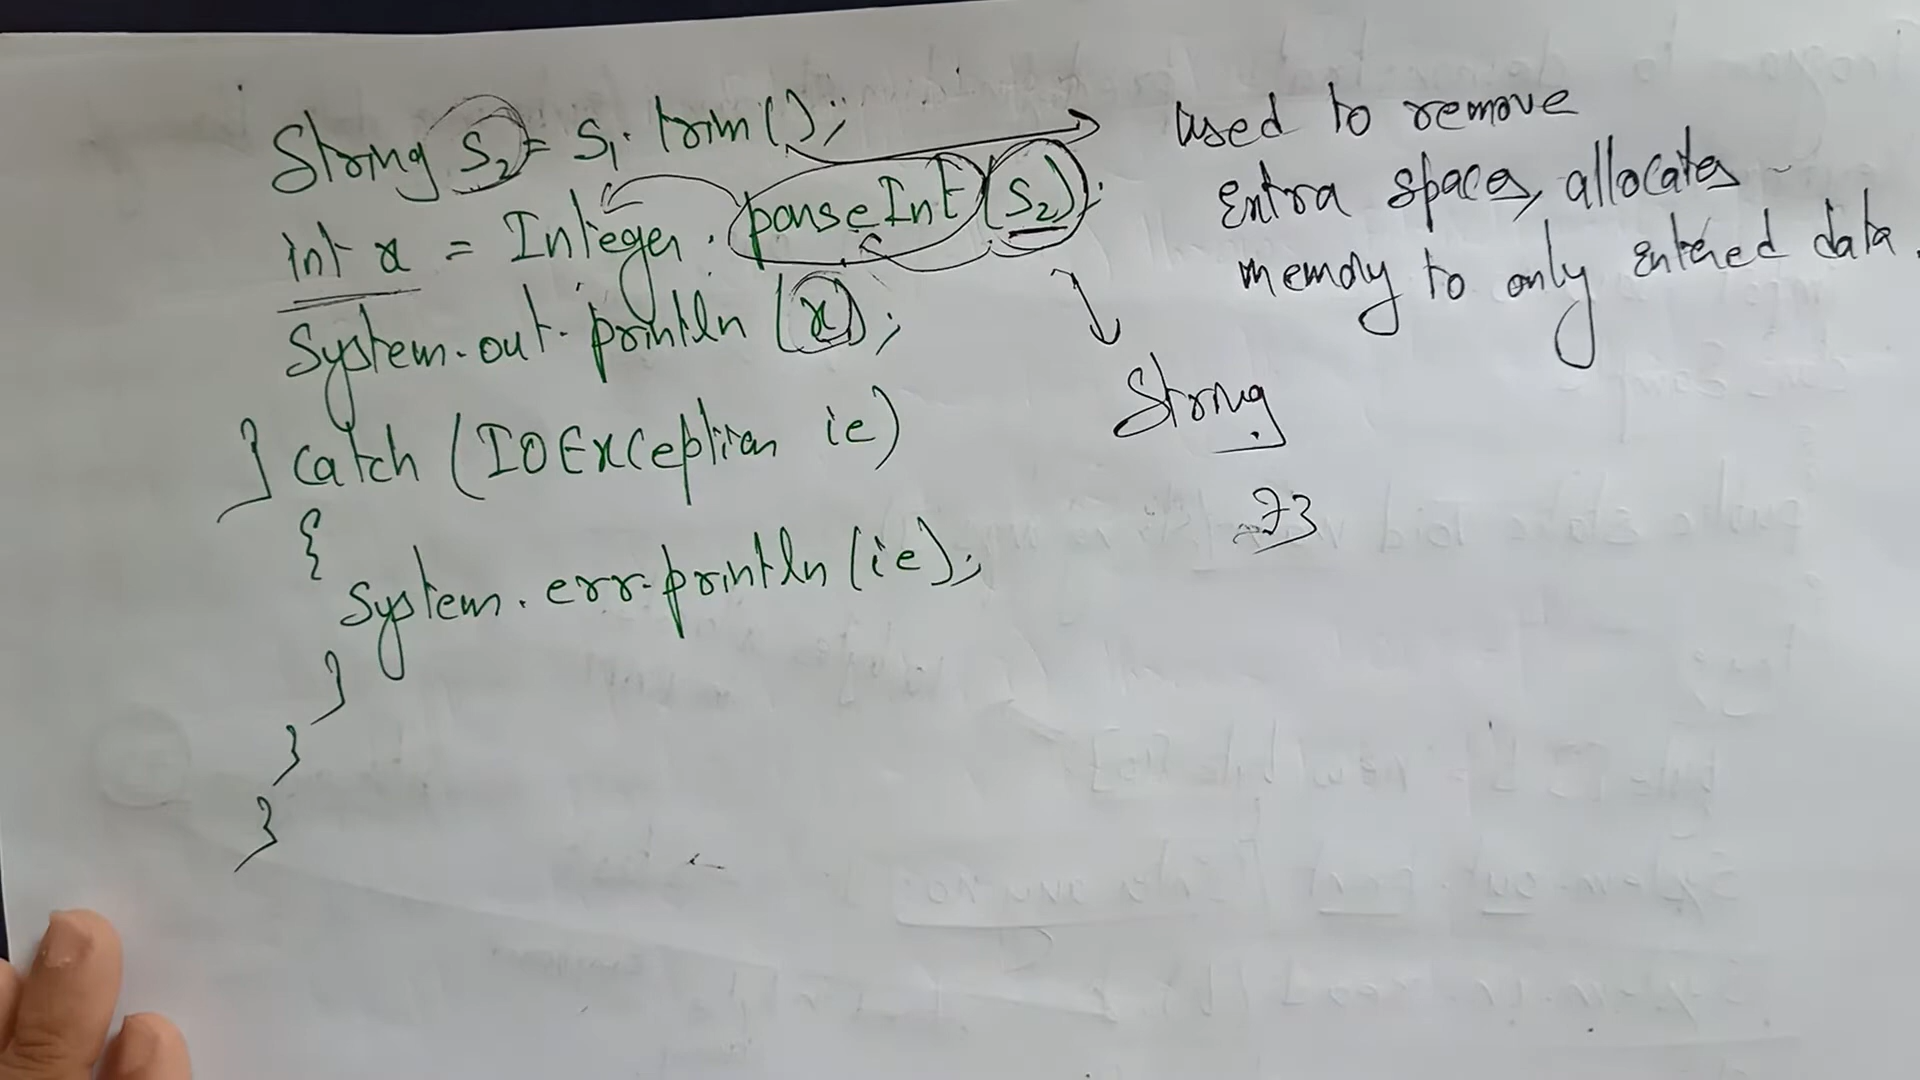 String S2 = S1. trim();
int x = Integer. parseInt (S2);
System.out.println (x);
} catch (IOException ie)
{
System.err.println (ie);
}
}
}
used to remove
Extra spaces, allocates
memory to only entered data.
String
73